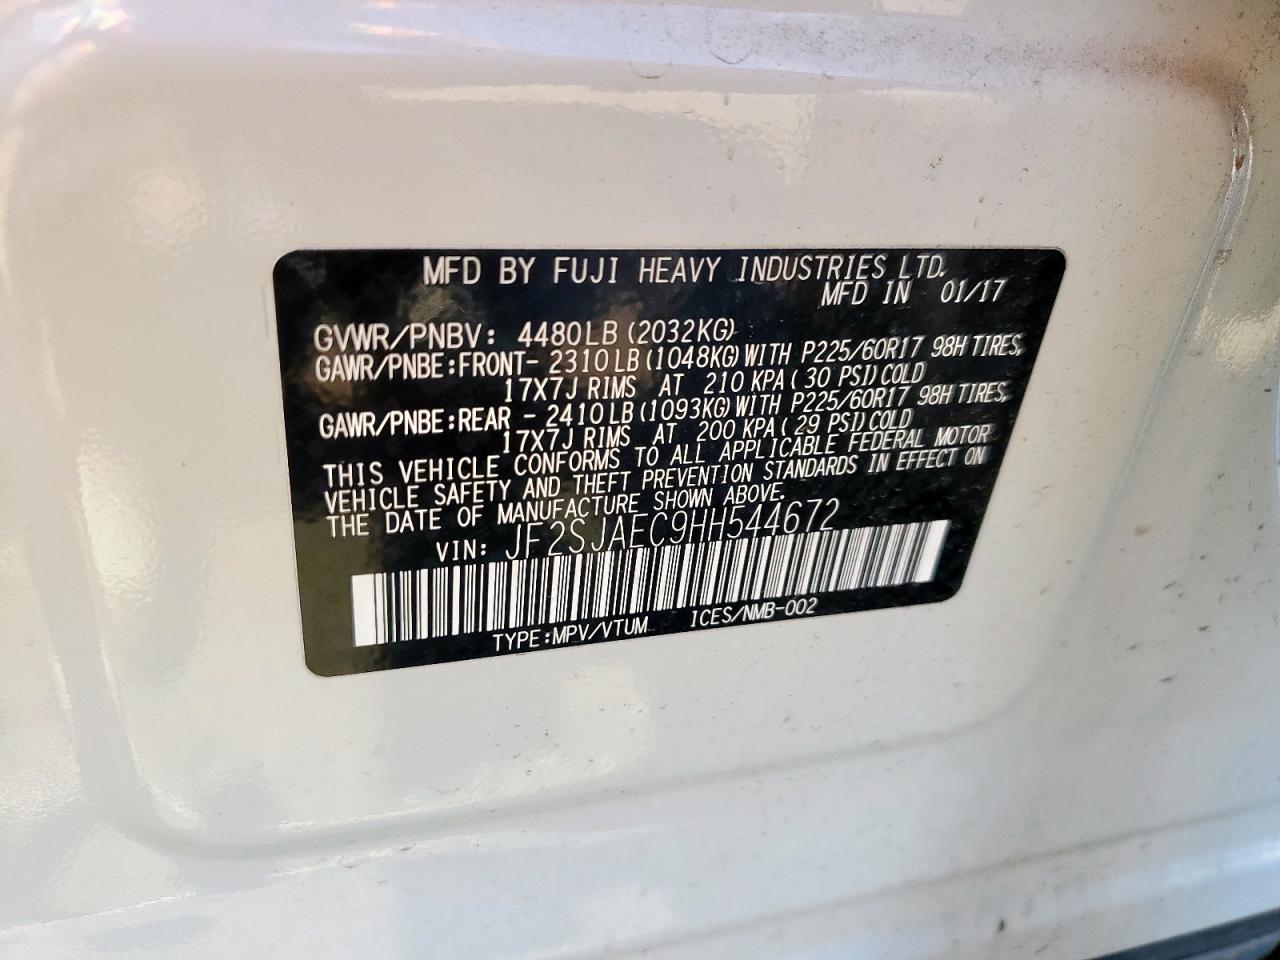 MFD BY FUJI HEAVY INDUSTRIES LTD.
MFD IN 01/17
GVWR/PNBV: 4480LB (2032KG)
GAWR/PNBE:FRONT- 2310LB (1048KG) WITH P225/60R17 98H TIRES,
17X7J RIMS AT 210 KPA (30 PSI) COLD
GAWR/PNBE:REAR - 2410LB (1093KG) WITH P225/60R17 98H TIRES,
17X7J RIMS AT 200 KPA (29 PSI) COLD
THIS VEHICLE CONFORMS TO ALL APPLICABLE FEDERAL MOTOR
VEHICLE SAFETY AND THEFT PREVENTION STANDARDS IN EFFECT ON
THE DATE OF MANUFACTURE SHOWN ABOVE.
VIN: JF2SJAEC9HH544672
TYPE:MPV/VTUM ICES/NMB-002